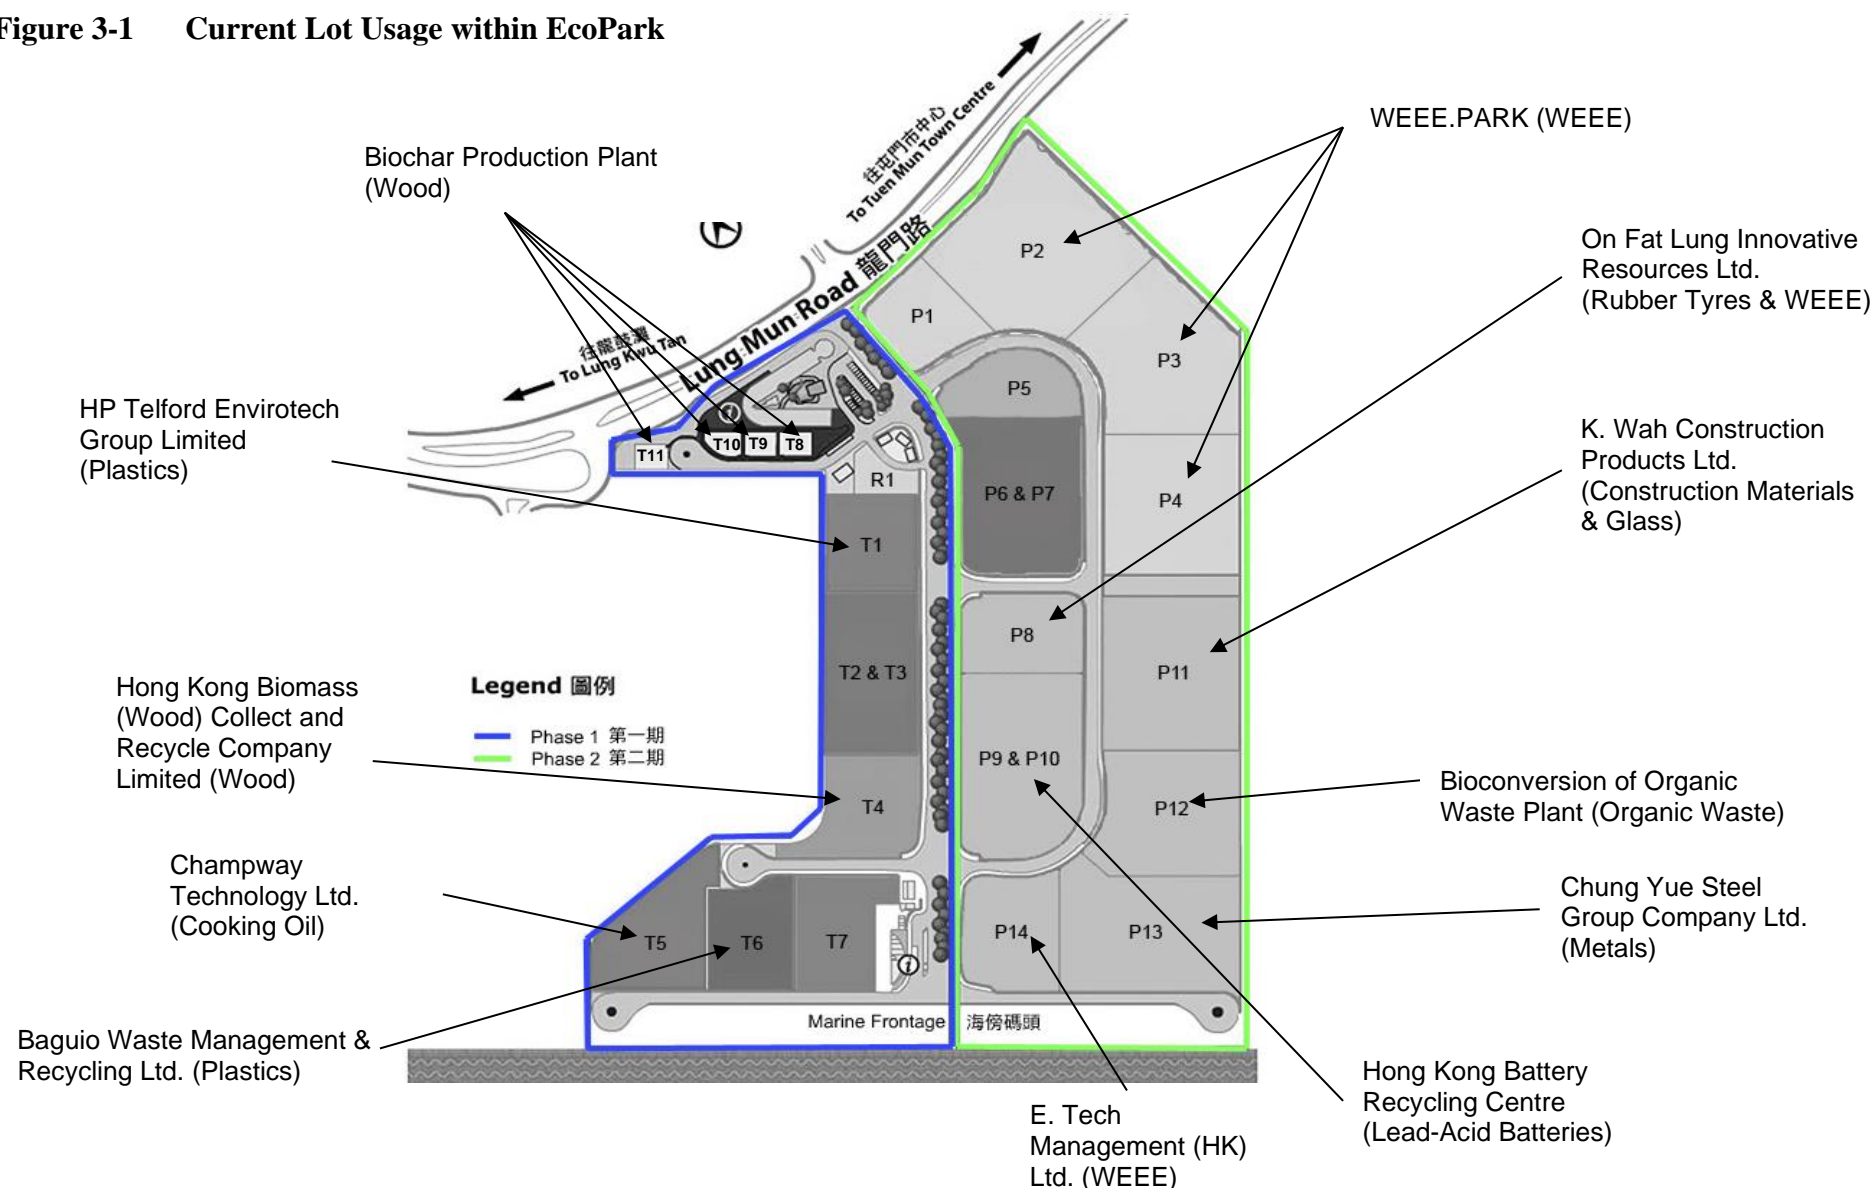 Figure 3-1 Current Lot Usage within EcoPark
WEEE.PARK (WEEE)
Biochar Production Plant
(Wood)
往屯門市中心
To Tuen Mun Town Centre
Lung Mun Road 龍門路
往龍鼓灘
To Lung Kwu Tan
On Fat Lung Innovative
Resources Ltd.
(Rubber Tyres & WEEE)
HP Telford Envirotech
Group Limited
(Plastics)
K. Wah Construction
Products Ltd.
(Construction Materials
& Glass)
P2
P1
P3
P5
T10 T9 T8
T11
R1
P6 & P7
P4
T1
P8
T2 & T3
P11
Hong Kong Biomass
(Wood) Collect and
Recycle Company
Limited (Wood)
Legend 圖例
Phase 1 第一期
Phase 2 第二期
P9 & P10
T4
P12
Bioconversion of Organic
Waste Plant (Organic Waste)
Champway
Technology Ltd.
(Cooking Oil)
Chung Yue Steel
Group Company Ltd.
(Metals)
T5
T6
T7
P14
P13
i
Marine Frontage 海傍碼頭
Baguio Waste Management &
Recycling Ltd. (Plastics)
Hong Kong Battery
Recycling Centre
(Lead-Acid Batteries)
E. Tech
Management (HK)
Ltd. (WEEE)